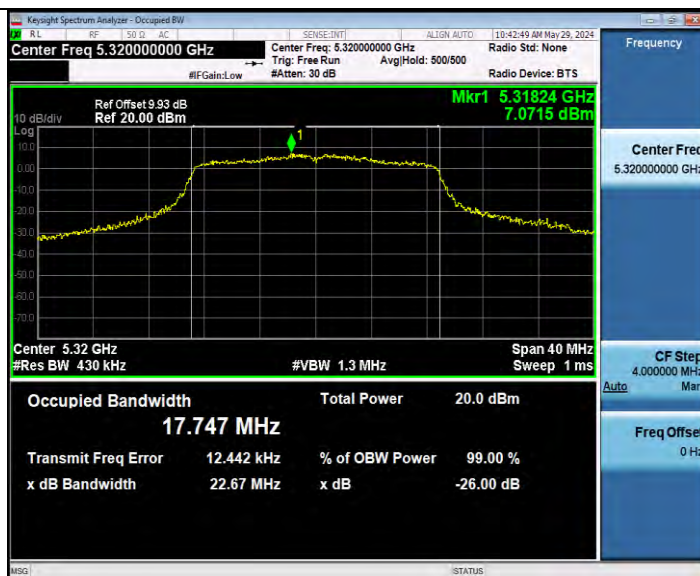 Keysight Spectrum Analyzer - Occupied BW
RL RF 50 Ω AC SENSE:INT ALIGN AUTO 10:42:49 AM May 29, 2024
Center Freq 5.320000000 GHz Center Freq: 5.320000000 GHz Radio Std: None
Trig: Free Run Avg|Hold: 500/500
#IFGain:Low #Atten: 30 dB Radio Device: BTS
Frequency
Ref Offset 9.93 dB Mkr1 5.31824 GHz
10 dB/div Ref 20.00 dBm 7.0715 dBm
Log
1
10.0
0.00
-10.0
-20.0
-30.0
-40.0
-50.0
-60.0
-70.0
Center 5.32 GHz Span 40 MHz
#Res BW 430 kHz #VBW 1.3 MHz Sweep 1 ms
Occupied Bandwidth Total Power 20.0 dBm
17.747 MHz
Transmit Freq Error 12.442 kHz % of OBW Power 99.00 %
x dB Bandwidth 22.67 MHz x dB -26.00 dB
Center Freq
5.320000000 GHz
CF Step
4.000000 MHz
Auto Man
Freq Offset
0 Hz
MSG STATUS